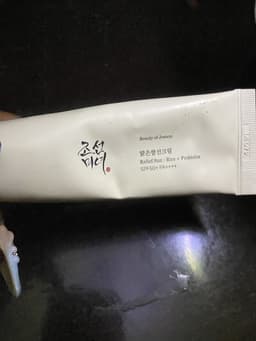 조선
미녀
Beauty of Joseon
맑은쌀선크림
Relief Sun : Rice + Probiotics
SPF50+ PA++++